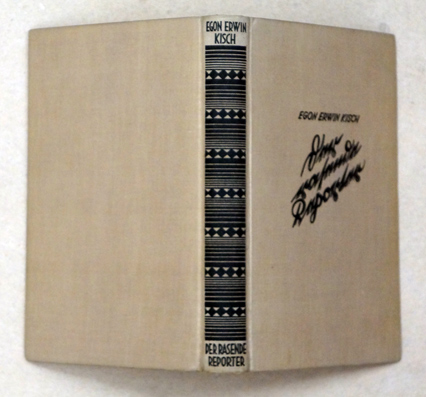 EGON ERWIN
KISCH
DER RASENDE
REPORTER
EGON ERWIN KISCH
Der
rasende
Reporter